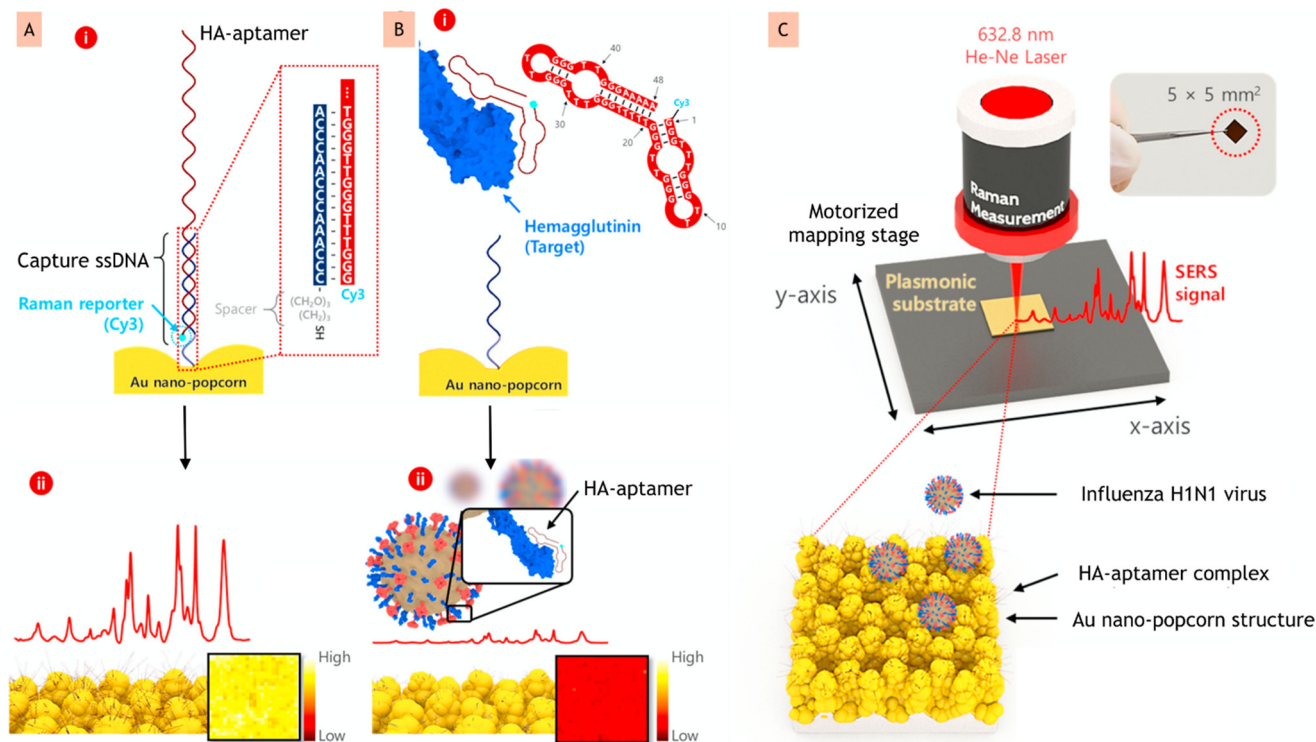 A
i
HA-aptamer
Capture ssDNA
Raman reporter
(Cy3)
ACCCAACCCAAACCC
TGGGTTGGGTTTGGG
Cy3
Spacer
(CH₂O)₃
(CH₂)₃
SH
Au nano-popcorn
ii
High
Low
B
i
40
48
Cy3
1
30
20
10
Hemagglutinin
(Target)
Au nano-popcorn
ii
HA-aptamer
High
Low
C
632.8 nm
He-Ne Laser
5 × 5 mm²
Raman
Measurement
Motorized
mapping stage
y-axis
Plasmonic
substrate
SERS
signal
x-axis
Influenza H1N1 virus
HA-aptamer complex
Au nano-popcorn structure